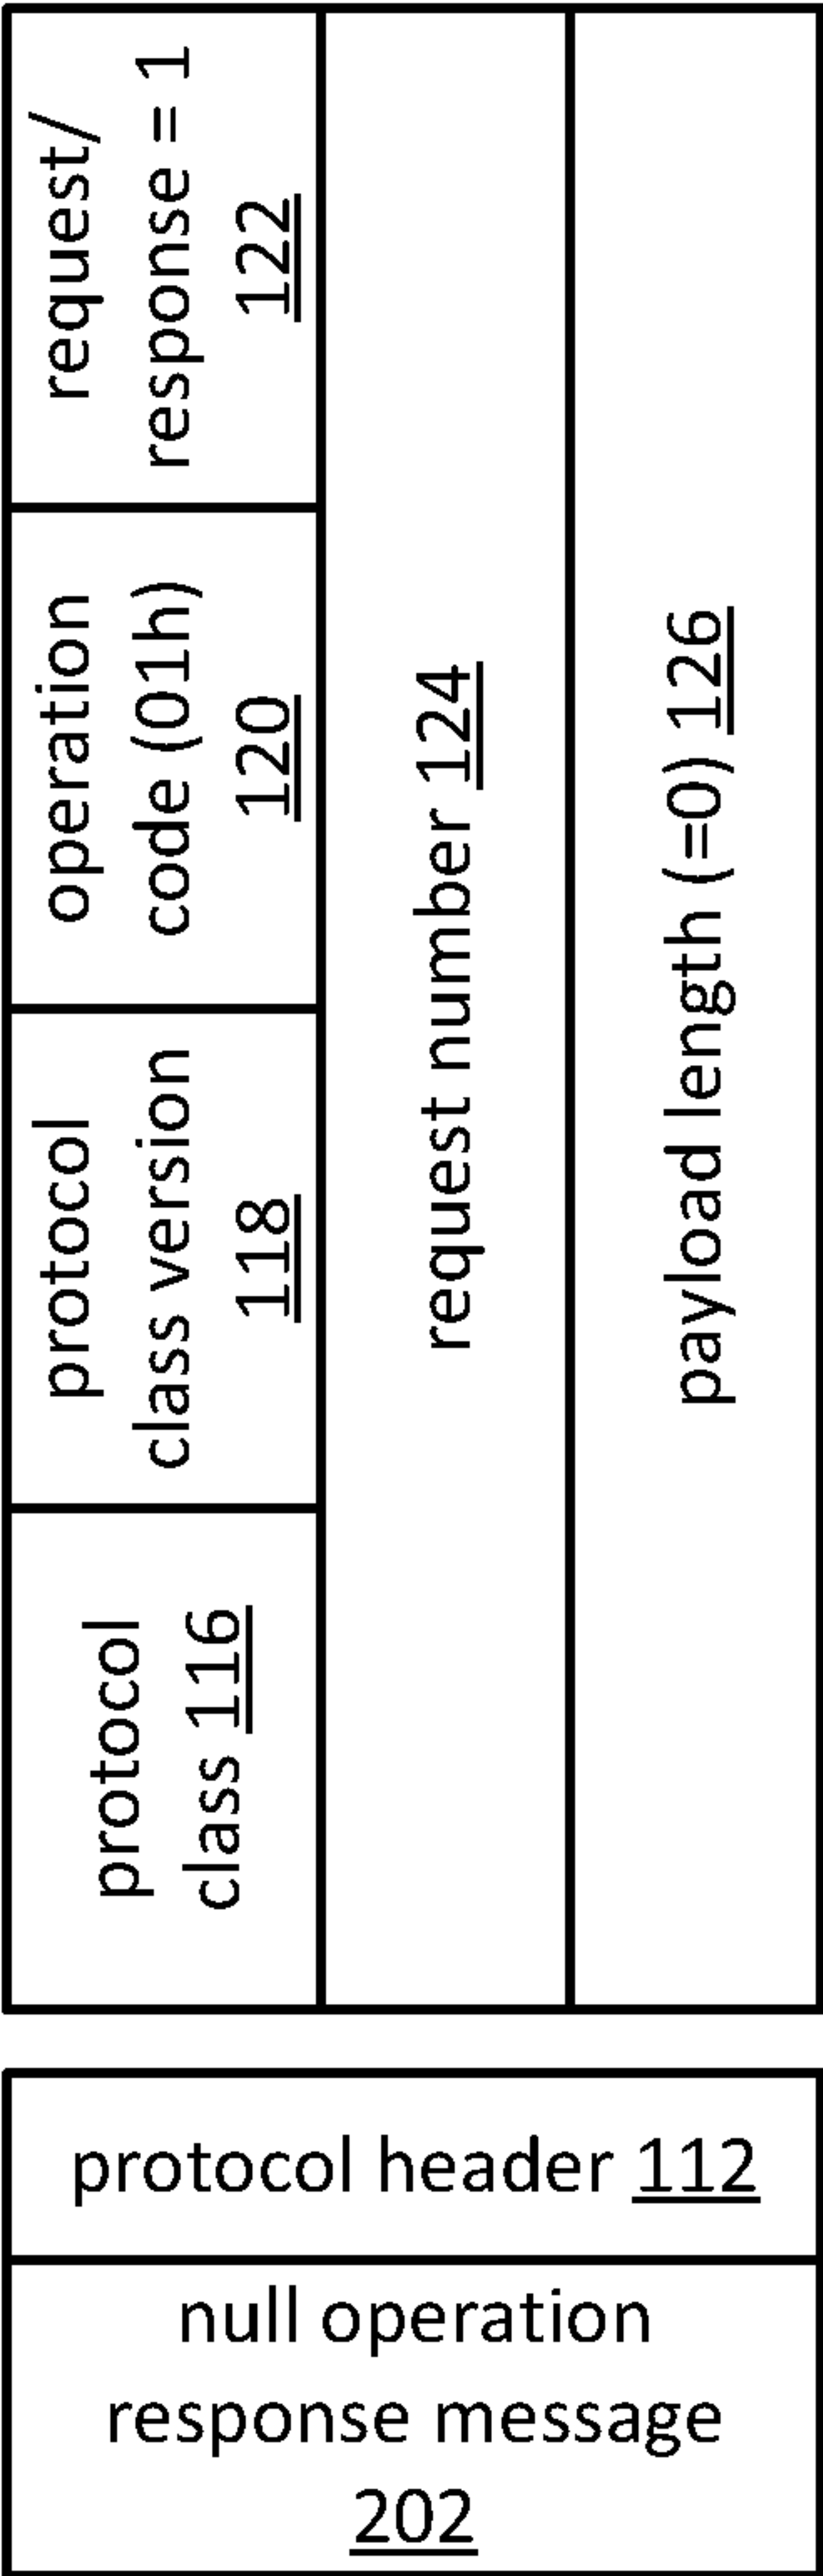 protocol
class 116
protocol
class version
118
operation
code (01h)
120
request/
response = 1
122
request number 124
payload length (=0) 126
protocol header 112
null operation
response message
202